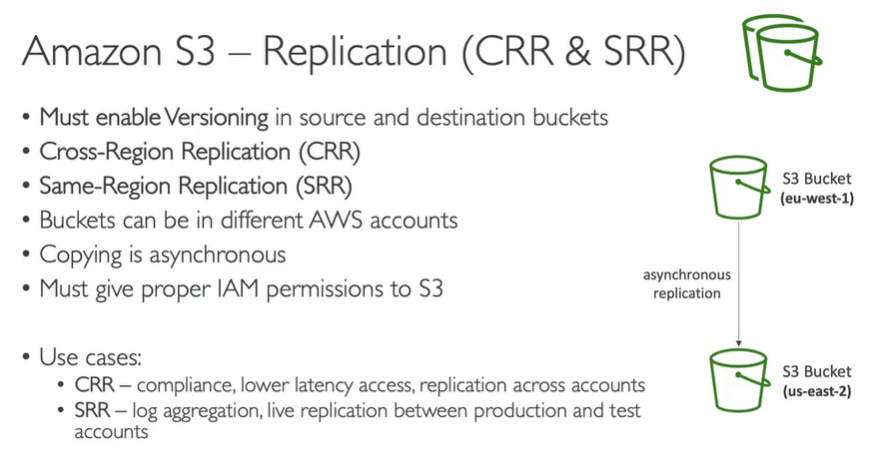 Amazon S3 – Replication (CRR & SRR)
• Must enable Versioning in source and destination buckets
• Cross-Region Replication (CRR)
• Same-Region Replication (SRR)
• Buckets can be in different AWS accounts
• Copying is asynchronous
• Must give proper IAM permissions to S3
• Use cases:
• CRR – compliance, lower latency access, replication across accounts
• SRR – log aggregation, live replication between production and test
accounts
S3 Bucket
(eu-west-1)
asynchronous
replication
S3 Bucket
(us-east-2)